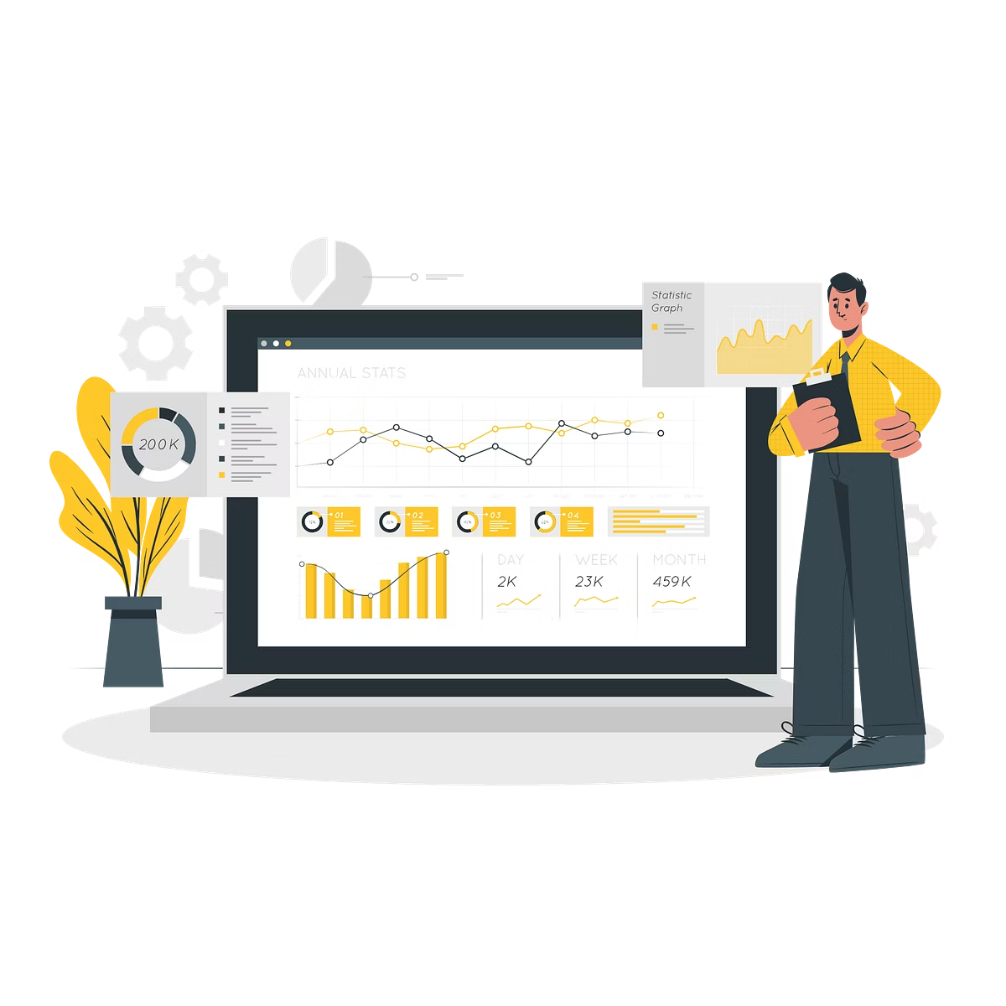 Statistic
Graph
ANNUAL STATS
200K
01
02
03
04
DAY
WEEK
MONTH
2K
23K
459K